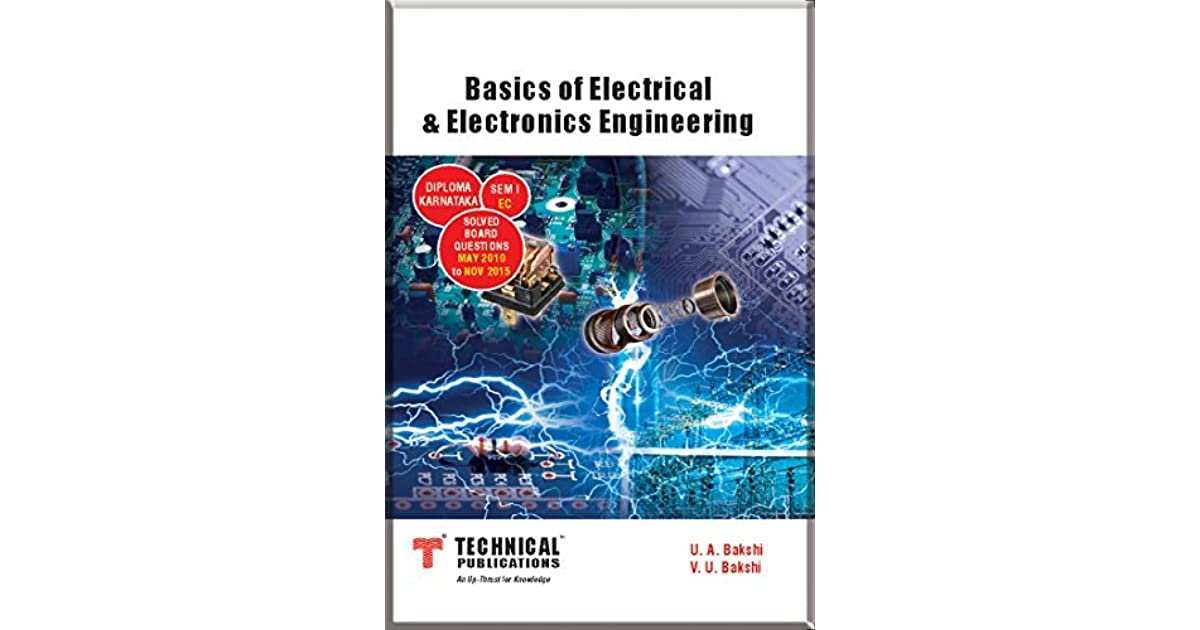 Basics of Electrical
& Electronics Engineering
DIPLOMA
KARNATAKA
SEM I
EC
SOLVED
BOARD
QUESTIONS
MAY 2010
to NOV 2015
TECHNICAL
PUBLICATIONS
An Up-Thrust for Knowledge
U. A. Bakshi
V. U. Bakshi